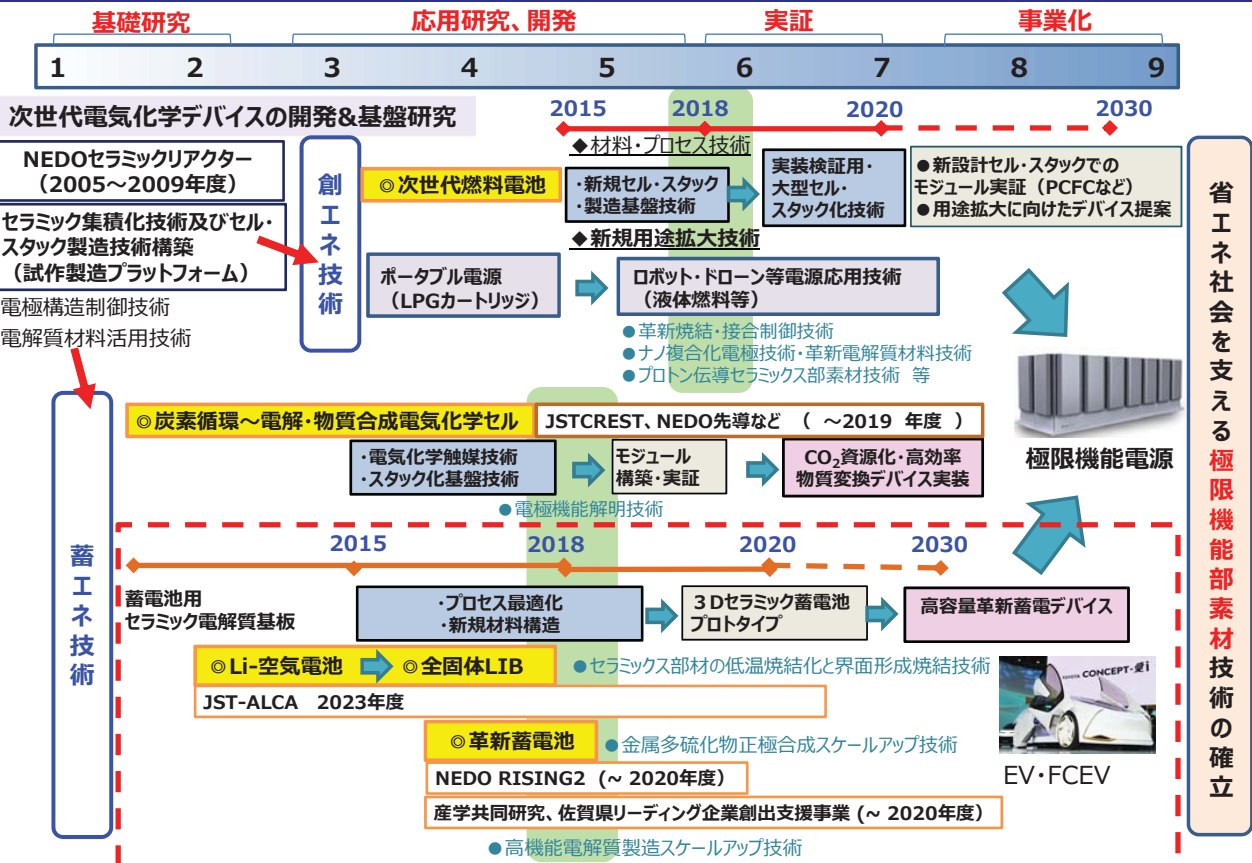 基礎研究
応用研究、開発
実証
事業化
1 2 3 4 5 6 7 8 9
次世代電気化学デバイスの開発&基盤研究
2015 2018 2020 2030
NEDOセラミックリアクター
(2005~2009年度)
セラミック集積化技術及びセル・
スタック製造技術構築
(試作製造プラットフォーム)
電極構造制御技術
電解質材料活用技術
創エネ技術
◎次世代燃料電池
◆材料・プロセス技術
・新規セル・スタック
・製造基盤技術
実装検証用・
大型セル・
スタック化技術
●新設計セル・スタックでの
モジュール実証(PCFCなど)
●用途拡大に向けたデバイス提案
◆新規用途拡大技術
ポータブル電源
(LPGカートリッジ)
ロボット・ドローン等電源応用技術
(液体燃料等)
●革新焼結・接合制御技術
●ナノ複合化電極技術・革新電解質材料技術
●プロトン伝導セラミックス部素材技術 等
極限機能電源
蓄エネ技術
◎炭素循環~電解・物質合成電気化学セル
JSTCREST、NEDO先導など ( ~2019 年度 )
・電気化学触媒技術
・スタック化基盤技術
モジュール
構築・実証
CO₂資源化・高効率
物質変換デバイス実装
●電極機能解明技術
2015 2018 2020 2030
蓄電池用
セラミック電解質基板
・プロセス最適化
・新規材料構造
3Dセラミック蓄電池
プロトタイプ
高容量革新蓄電デバイス
◎Li-空気電池
◎全固体LIB
●セラミックス部材の低温焼結化と界面形成焼結技術
JST-ALCA 2023年度
◎革新蓄電池
●金属多硫化物正極合成スケールアップ技術
NEDO RISING2 (~ 2020年度)
産学共同研究、佐賀県リーディング企業創出支援事業 (~ 2020年度)
●高機能電解質製造スケールアップ技術
TOYOTA CONCEPT-愛i
EV・FCEV
省エネ社会を支える極限機能部素材技術の確立